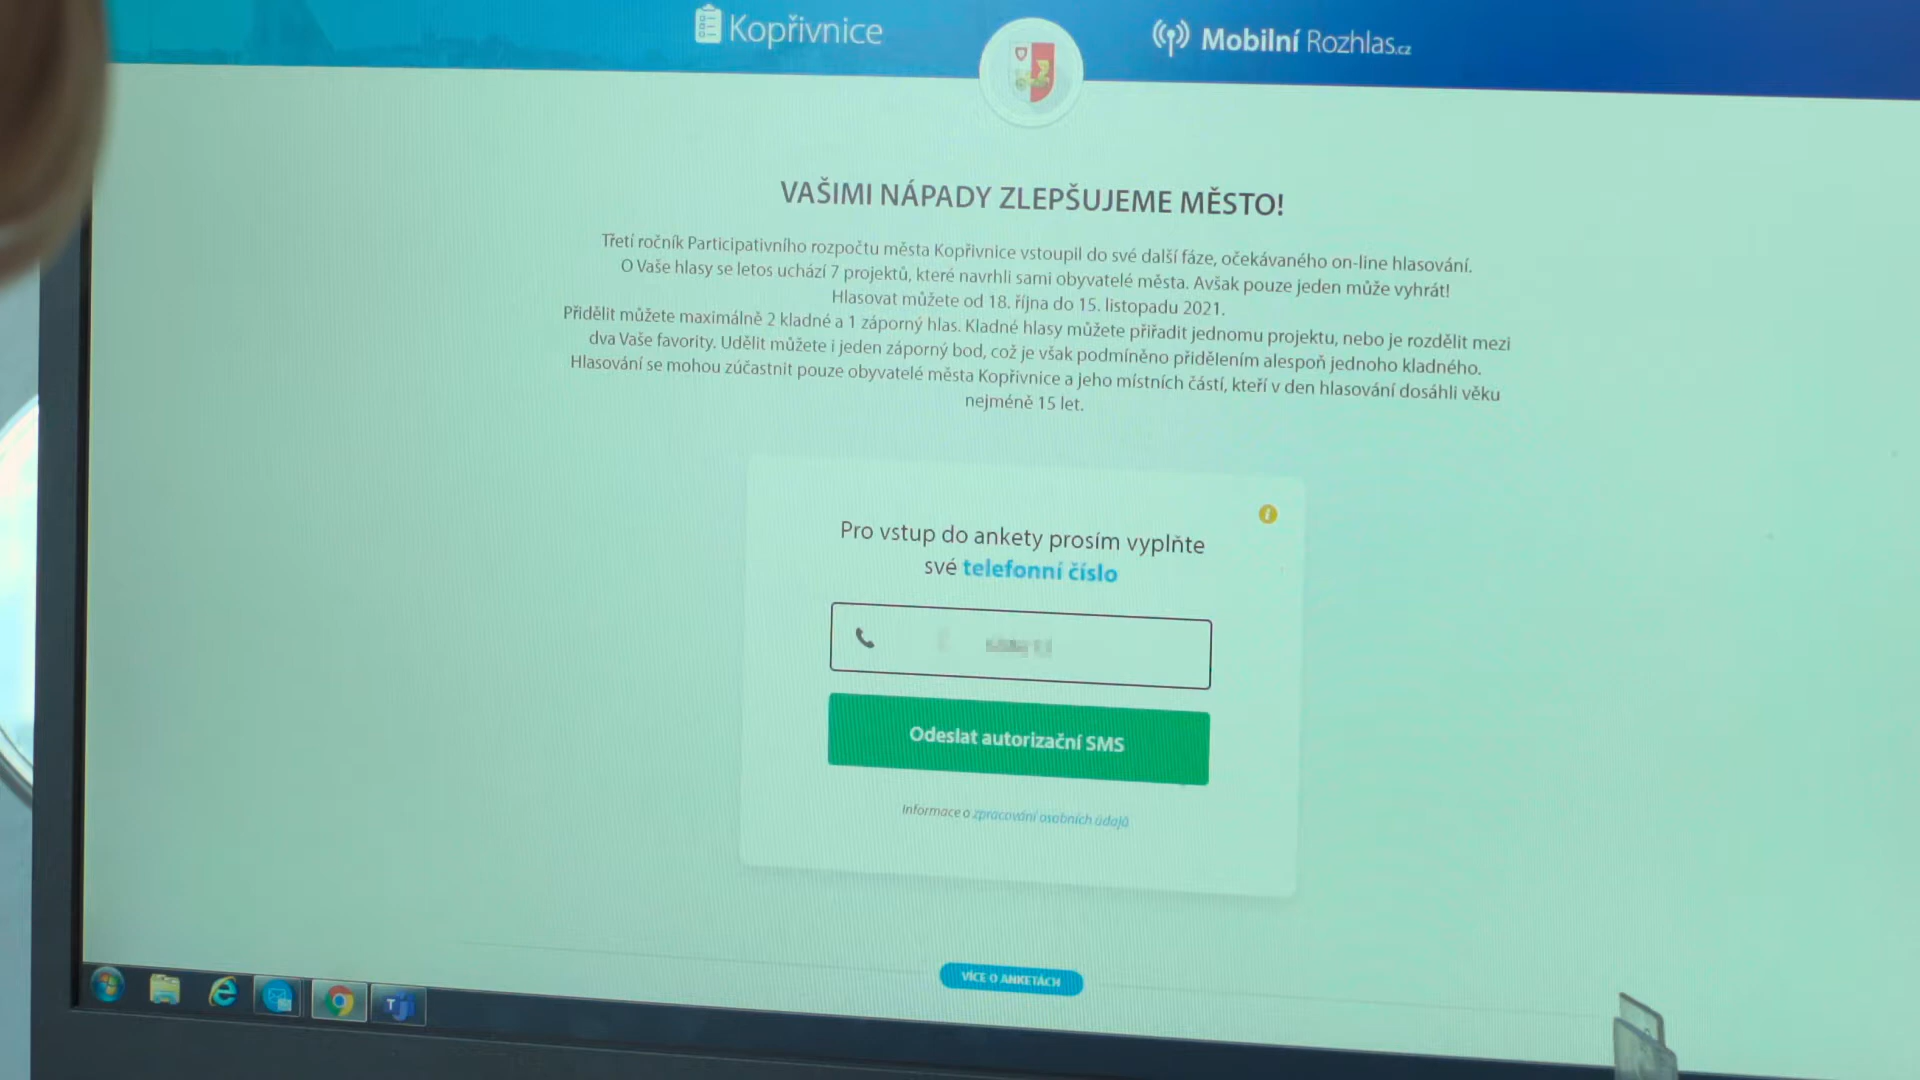 Kopřivnice
Mobilní Rozhlas.cz
VAŠIMI NÁPADY ZLEPŠUJEME MĚSTO!
Třetí ročník Participativního rozpočtu města Kopřivnice vstoupil do své další fáze, očekávaného on-line hlasování.
O Vaše hlasy se letos uchází 7 projektů, které navrhli sami obyvatelé města. Avšak pouze jeden může vyhrát!
Hlasovat můžete od 18. října do 15. listopadu 2021.
Přidělit můžete maximálně 2 kladné a 1 záporný hlas. Kladné hlasy můžete přiřadit jednomu projektu, nebo je rozdělit mezi
dva Vaše favority. Udělit můžete i jeden záporný bod, což je však podmíněno přidělením alespoň jednoho kladného.
Hlasování se mohou zúčastnit pouze obyvatelé města Kopřivnice a jeho místních částí, kteří v den hlasování dosáhli věku
nejméně 15 let.
Pro vstup do ankety prosím vyplňte
své telefonní číslo
Odeslat autorizační SMS
Informace o zpracování osobních údajů
VÍCE O ANKETÁCH